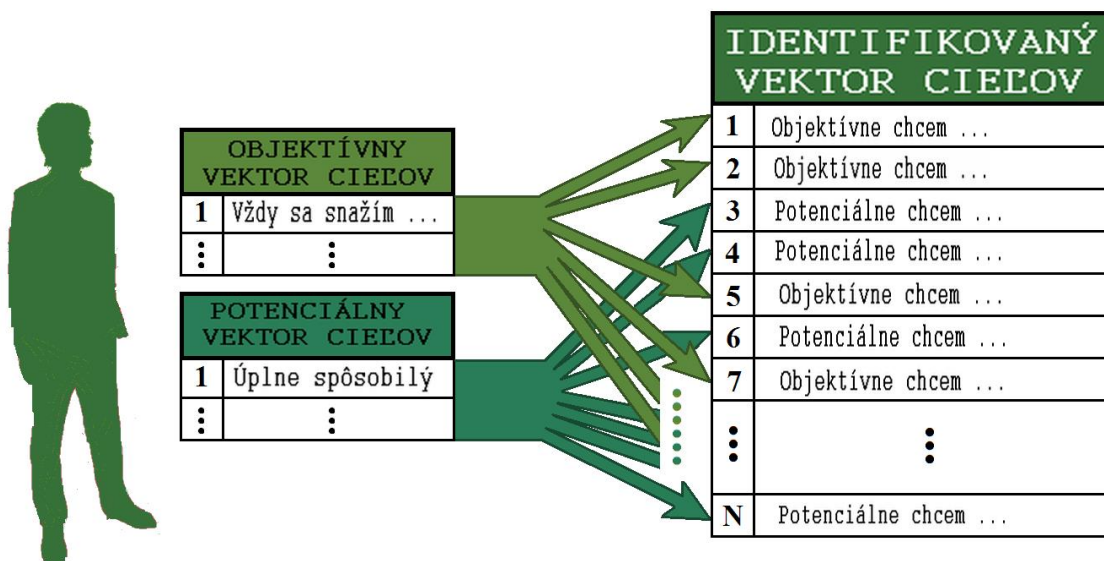 OBJEKTÍVNY
VEKTOR CIEĽOV
1 Vždy sa snažím ...
⋮ ⋮
POTENCIÁLNY
VEKTOR CIEĽOV
1 Úplne spôsobilý
⋮ ⋮
IDENTIFIKOVANÝ
VEKTOR CIEĽOV
1 Objektívne chcem ...
2 Objektívne chcem ...
3 Potenciálne chcem ...
4 Potenciálne chcem ...
5 Objektívne chcem ...
6 Potenciálne chcem ...
7 Objektívne chcem ...
⋮ ⋮
N Potenciálne chcem ...